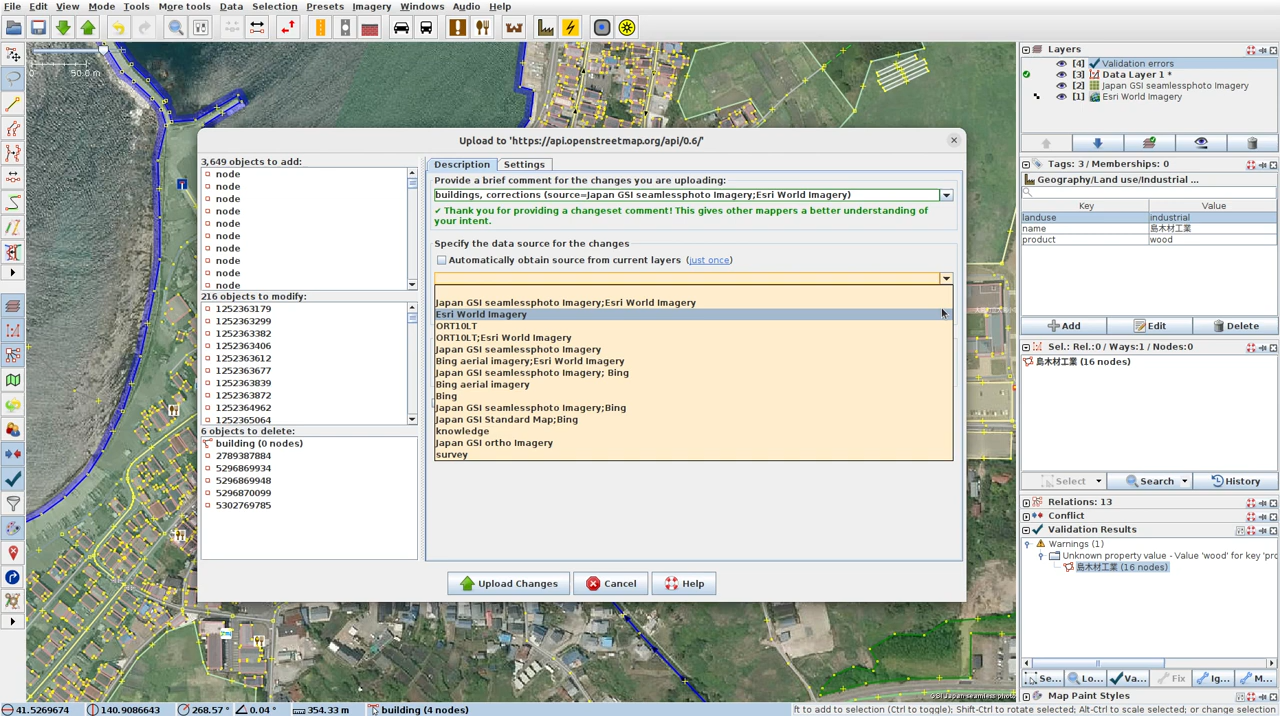 File Edit View Mode Tools More tools Data Selection Presets Imagery Windows Audio Help
0 50.0 m
Upload to 'https://api.openstreetmap.org/api/0.6/'
3,649 objects to add:
node
node
node
node
node
node
node
node
node
node
216 objects to modify:
1252363179
1252363299
1252363382
1252363406
1252363612
1252363677
1252363839
1252363872
1252364962
1252365064
6 objects to delete:
building (0 nodes)
2789387884
5296869934
5296869948
5296870099
5302769785
Description Settings
Provide a brief comment for the changes you are uploading:
buildings, corrections (source=Japan GSI seamlessphoto Imagery;Esri World Imagery)
✔ Thank you for providing a changeset comment! This gives other mappers a better understanding of
your intent.
Specify the data source for the changes
Automatically obtain source from current layers (just once)
Japan GSI seamlessphoto Imagery;Esri World Imagery
Esri World Imagery
ORT10LT
ORT10LT;Esri World Imagery
Japan GSI seamlessphoto Imagery
Bing aerial imagery;Esri World Imagery
Japan GSI seamlessphoto Imagery; Bing
Bing aerial imagery
Bing
Japan GSI seamlessphoto Imagery;Bing
Japan GSI Standard Map;Bing
knowledge
Japan GSI ortho Imagery
survey
Upload Changes Cancel Help
Layers
[4] Validation errors
[3] Data Layer 1 *
[2] Japan GSI seamlessphoto Imagery
[1] Esri World Imagery
Tags: 3 / Memberships: 0
Geography/Land use/Industrial ...
Key Value
landuse industrial
name 島木材工業
product wood
Add Edit Delete
Sel.: Rel.:0 / Ways:1 / Nodes:0
島木材工業 (16 nodes)
Select Search History
Relations: 13
Conflict
Validation Results
Warnings (1)
Unknown property value - Value 'wood' for key 'pro
島木材工業 (16 nodes)
Se... Lo... Va... Fix Ig... M...
Map Paint Styles
41.5269674 140.9086643 268.57 ° 0.04 ° 354.33 m building (4 nodes)
ft to add to selection (Ctrl to toggle); Shift-Ctrl to rotate selected; Alt-Ctrl to scale selected; or change selection